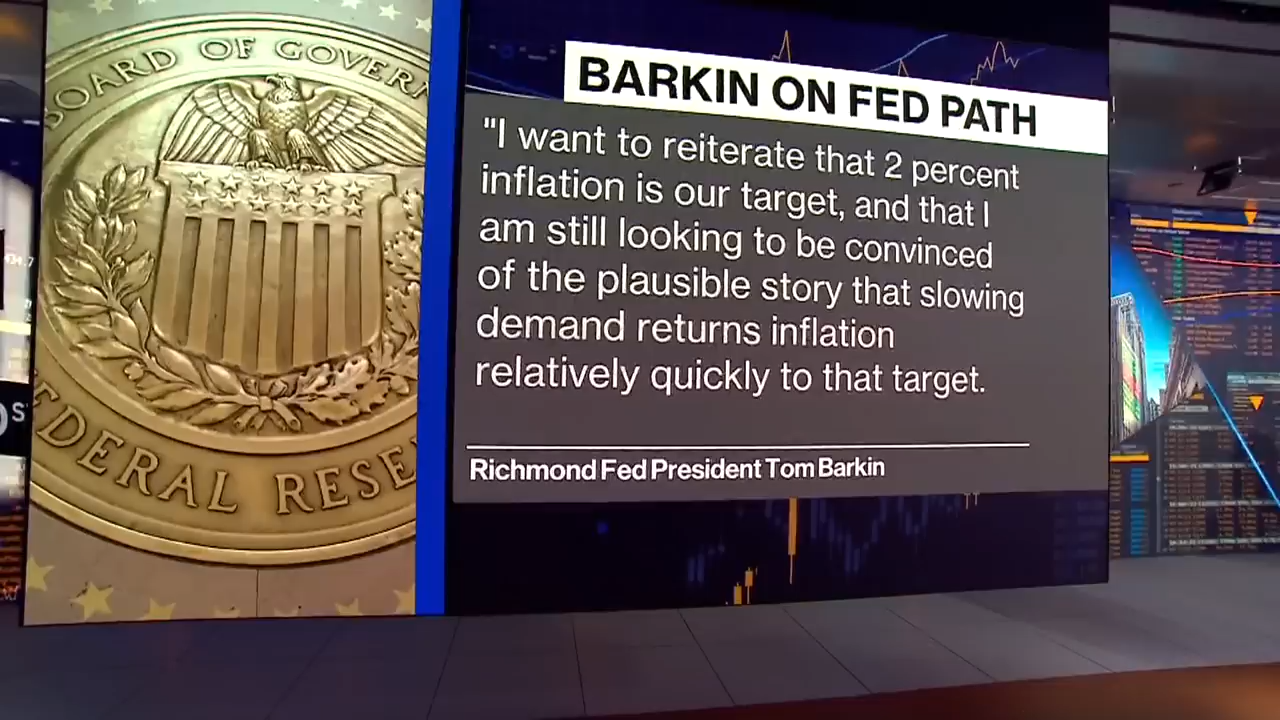 BOARD OF GOVERN
FEDERAL RESE
BARKIN ON FED PATH
"I want to reiterate that 2 percent
inflation is our target, and that I
am still looking to be convinced
of the plausible story that slowing
demand returns inflation
relatively quickly to that target.
Richmond Fed President Tom Barkin